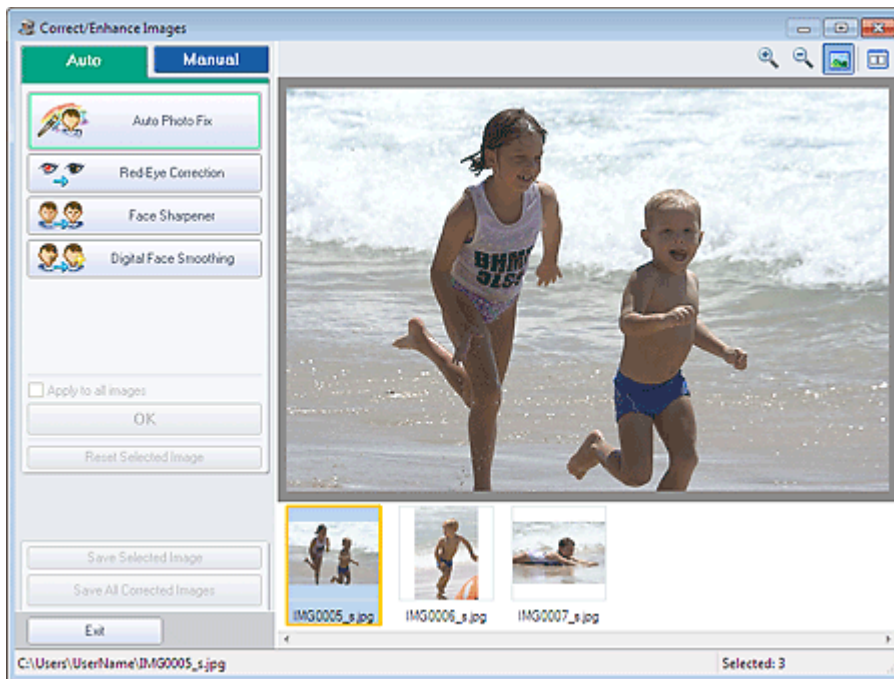 Correct/Enhance Images
Auto
Manual
Auto Photo Fix
Red-Eye Correction
Face Sharpener
Digital Face Smoothing
Apply to all images
OK
Reset Selected Image
Save Selected Image
Save All Corrected Images
Exit
IMG0005_s.jpg
IMG0006_s.jpg
IMG0007_s.jpg
C:\Users\UserName\IMG0005_s.jpg
Selected: 3